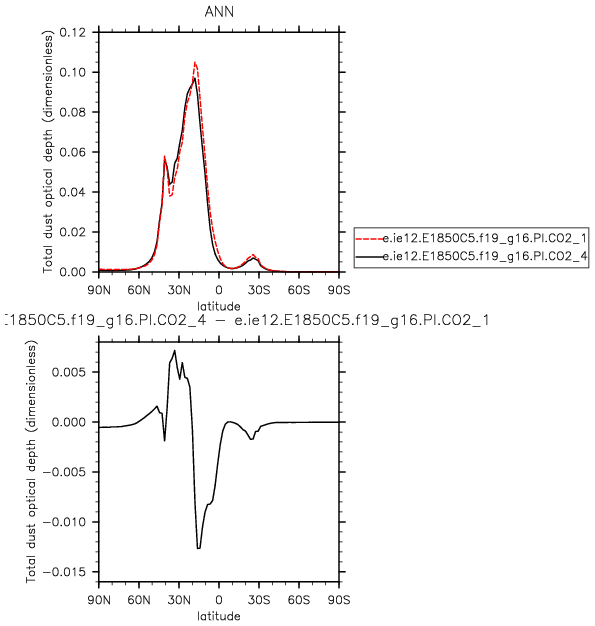 ANN
Total dust optical depth (dimensionless)
0.12
0.10
0.08
0.06
0.04
0.02
0.00
90N 60N 30N 0 30S 60S 90S
latitude
e.ie12.E1850C5.f19_g16.PI.CO2_1
e.ie12.E1850C5.f19_g16.PI.CO2_4
:1850C5.f19_g16.PI.CO2_4 - e.ie12.E1850C5.f19_g16.PI.CO2_1
Total dust optical depth (dimensionless)
0.005
0.000
-0.005
-0.010
-0.015
90N 60N 30N 0 30S 60S 90S
latitude